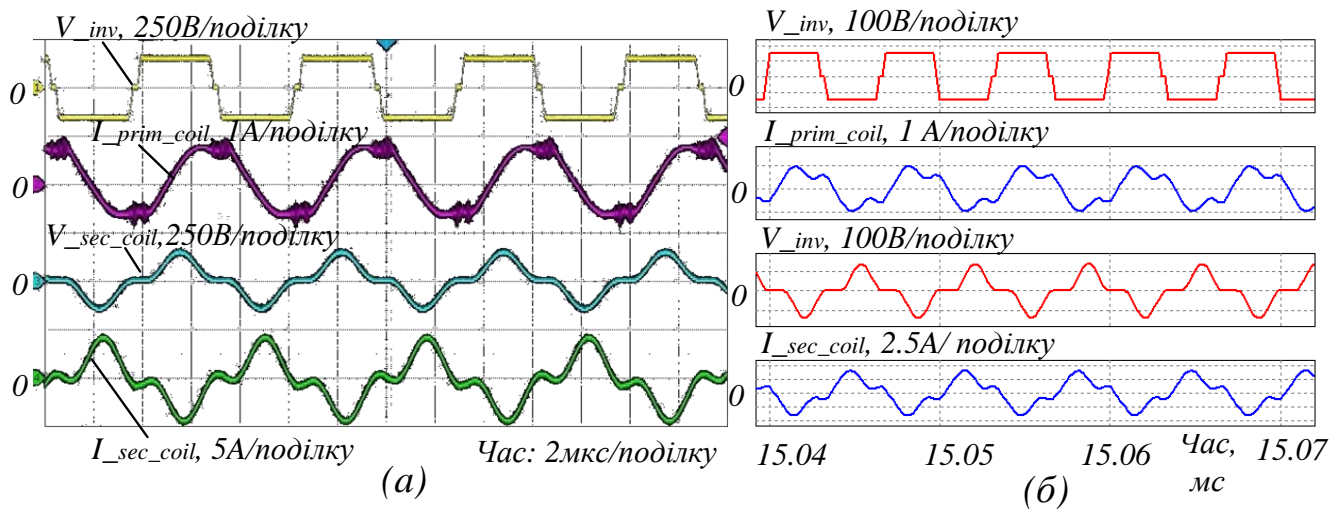 V_inv, 250В/поділку
0
I_prim_coil, 1А/поділку
0
V_sec_coil,250В/поділку
0
0
I_sec_coil, 5А/поділку
Час: 2мкс/поділку
(а)
V_inv, 100В/поділку
0
I_prim_coil, 1 А/поділку
0
V_inv, 100В/поділку
0
I_sec_coil, 2.5А/ поділку
0
15.04
15.05
15.06
Час,
мс
15.07
(б)